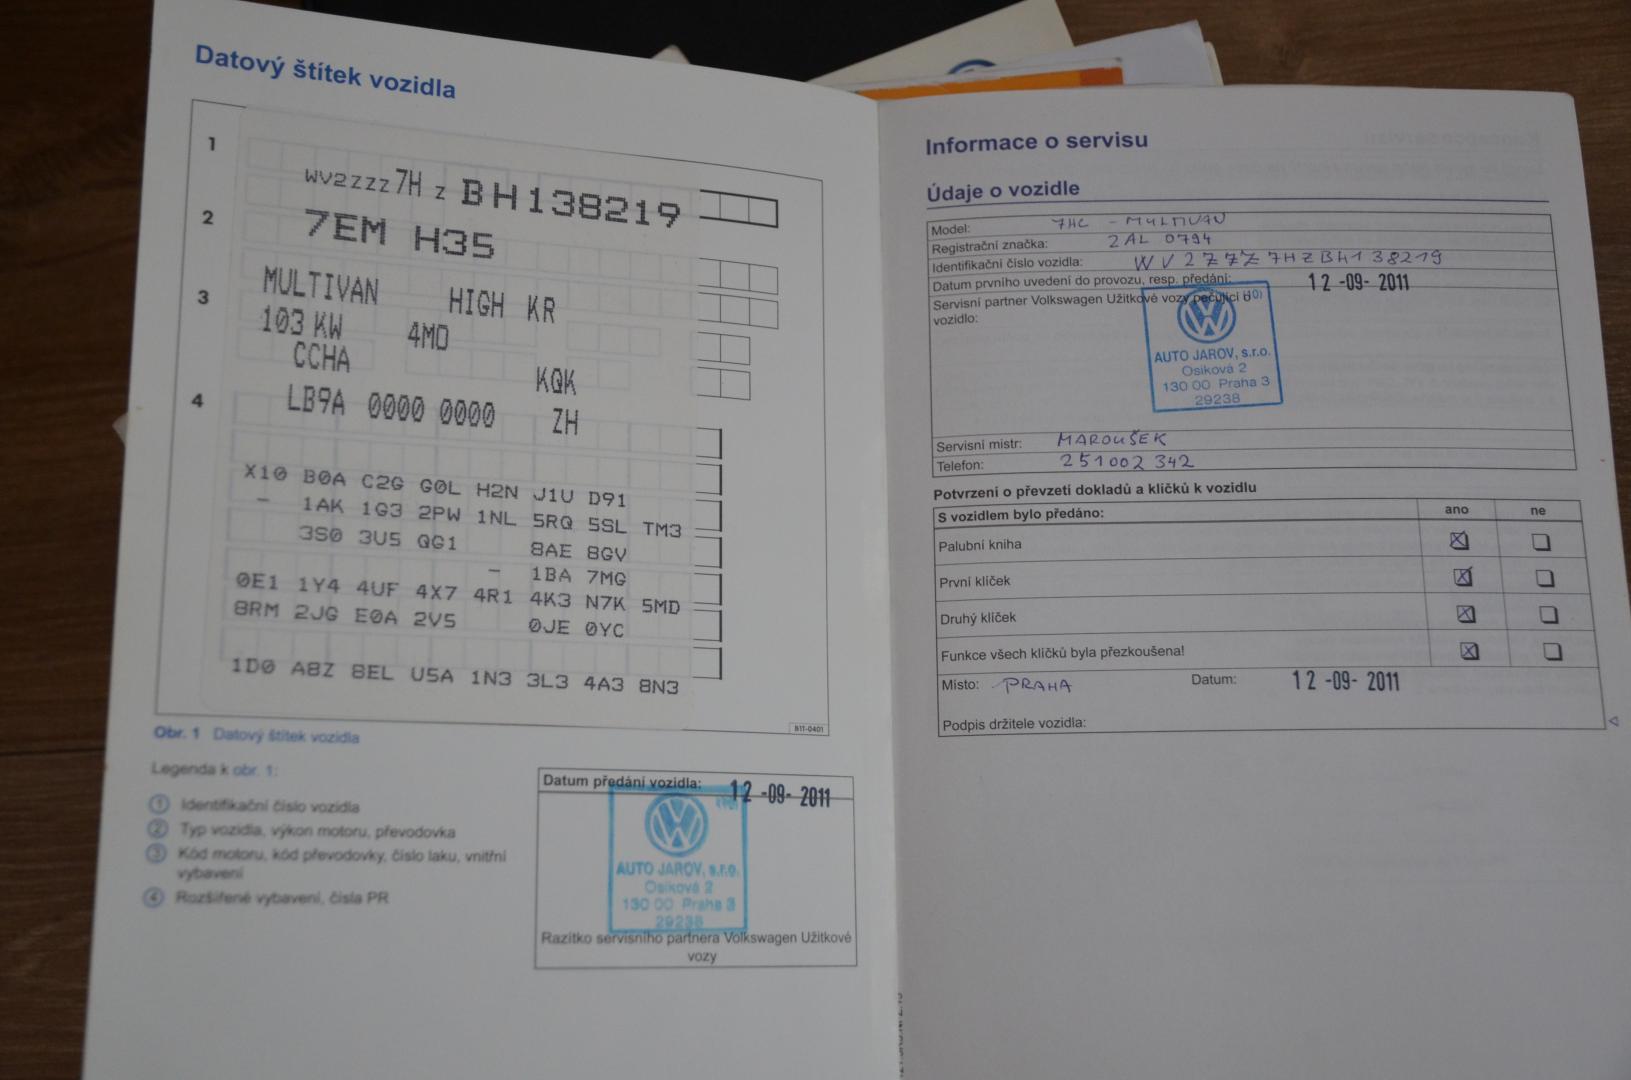 Datový štítek vozidla
1
WV2ZZZ7H Z BH138219
2
7EM H35
3
MULTIVAN HIGH KR
103 KW 4MO
CCHA KQK
4
LB9A 0000 0000 ZH
X10 B0A C2G G0L H2N J1U D91
- 1AK 1G3 2PW 1NL 5RQ 5SL TM3
3S0 3U5 QG1 8AE 8GV
- 1BA 7MG
0E1 1Y4 4UF 4X7 4R1 4K3 N7K 5MD
8RM 2JG E0A 2V5 0JE 0YC
1D0 A8Z 8EL U5A 1N3 3L3 4A3 8N3
B11-0401
Obr. 1 Datový štítek vozidla
Legenda k obr. 1:
1 Identifikační číslo vozidla
2 Typ vozidla, výkon motoru, převodovka
3 Kód motoru, kód převodovky, číslo laku, vnitřní
vybavení
4 Rozšířené vybavení, čísla PR
Datum předání vozidla: 12-09-2011
AUTO JAROV, s.r.o.
Osiková 2
130 00 Praha 3
29238
Razítko servisního partnera Volkswagen Užitkové
vozy
Informace o servisu
Údaje o vozidle
Model: 7HC - MULTIVAN
Registrační značka: 2AL 0794
Identifikační číslo vozidla: WV2ZZZ7HZBH138219
Datum prvního uvedení do provozu, resp. předání: 12-09-2011
Servisní partner Volkswagen Užitkové vozy pečující o
vozidlo:
AUTO JAROV, s.r.o.
Osiková 2
130 00 Praha 3
29238
Servisní mistr: MAROUŠEK
Telefon: 251002 342
Potvrzení o převzetí dokladů a klíčků k vozidlu
S vozidlem bylo předáno: ano ne
Palubní kniha
První klíček
Druhý klíček
Funkce všech klíčků byla přezkoušena!
Místo: PRAHA Datum: 12-09-2011
Podpis držitele vozidla: